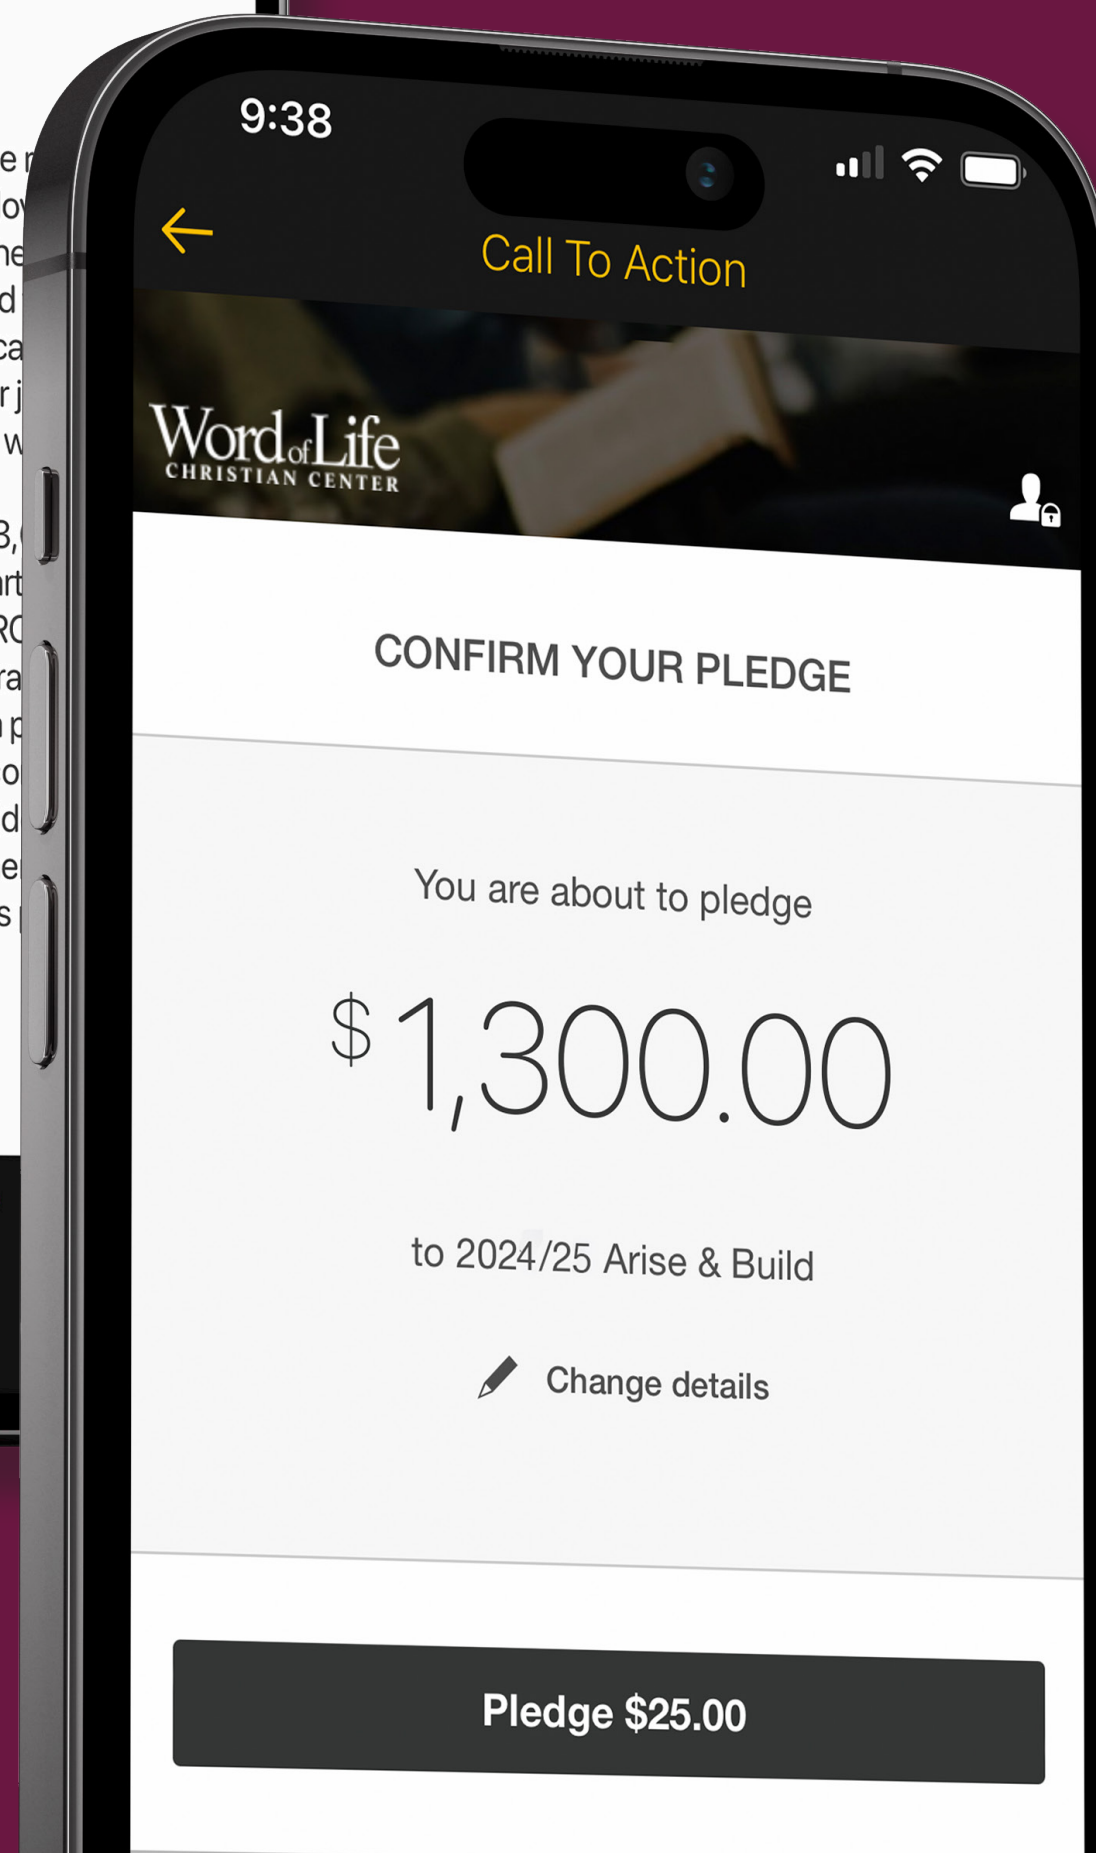 9:38
Call To Action
Word of Life
CHRISTIAN CENTER
CONFIRM YOUR PLEDGE
You are about to pledge
$1,300.00
to 2024/25 Arise & Build
Change details
Pledge $25.00